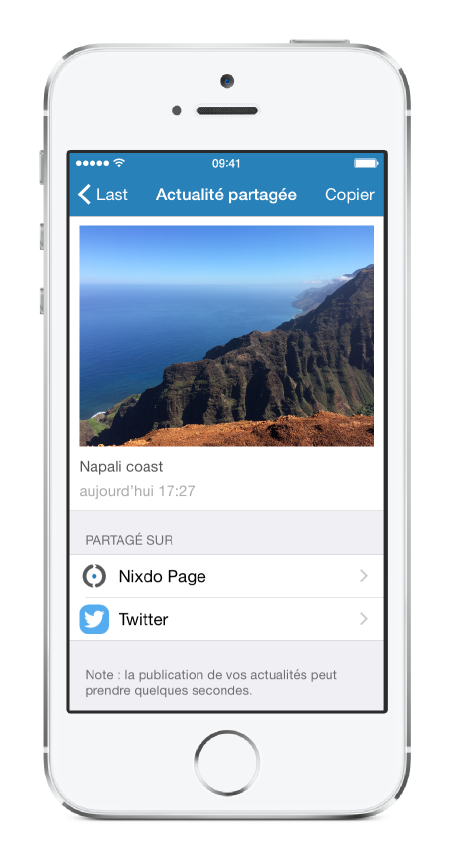 09:41
Last Actualité partagée Copier
Napali coast
aujourd'hui 17:27
PARTAGÉ SUR
Nixdo Page
Twitter
Note : la publication de vos actualités peut
prendre quelques secondes.